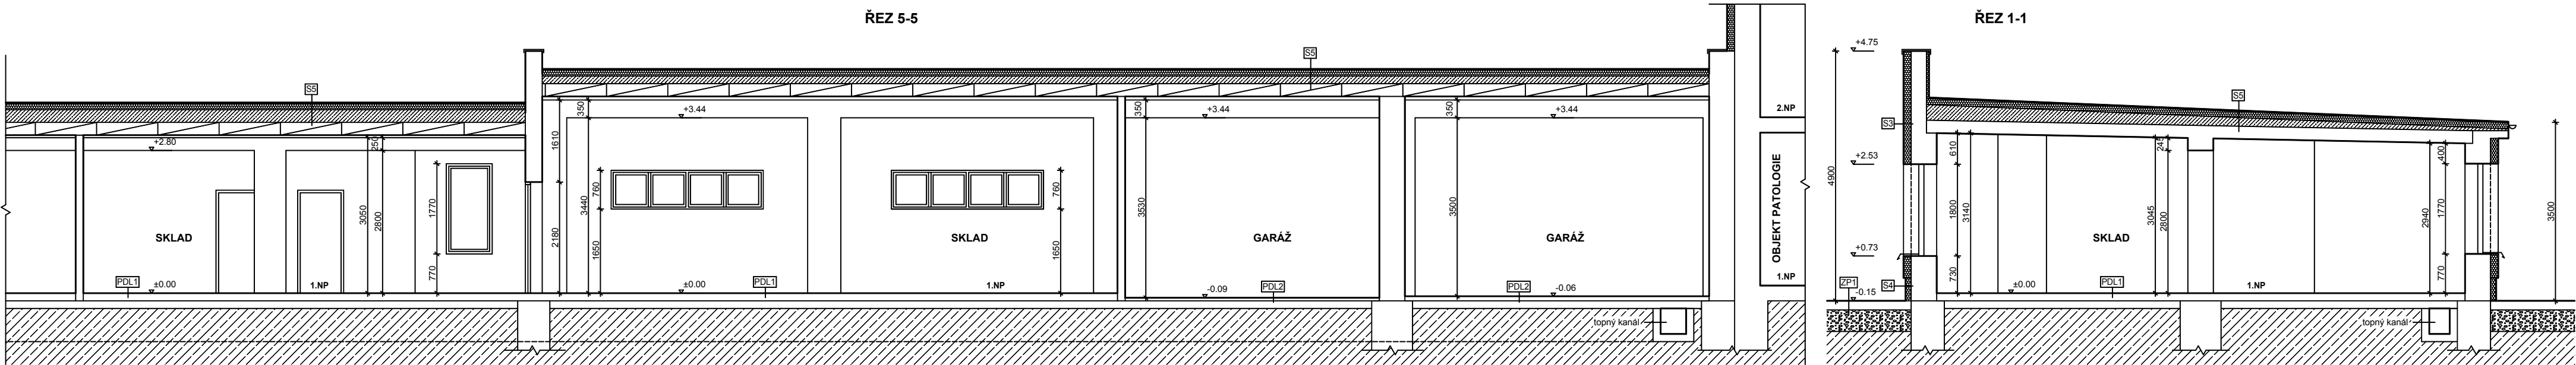 ŘEZ 5-5
S5
S5
+2.80
250
3050
2800
1770
770
SKLAD
PDL1
±0.00
1.NP
350
1610
2180
3440
+3.44
760
1650
±0.00
PDL1
SKLAD
1.NP
760
1650
350
+3.44
3530
GARÁŽ
-0.09
PDL2
350
+3.44
3500
GARÁŽ
PDL2
-0.06
topný kanál
2.NP
OBJEKT PATOLOGIE
1.NP
ŘEZ 1-1
4900
+4.75
S3
+2.53
+0.73
ZP1
-0.15
S4
610
1800
3140
730
S5
245
3045
2800
SKLAD
±0.00
PDL1
1.NP
400
2940
1770
770
3500
topný kanál